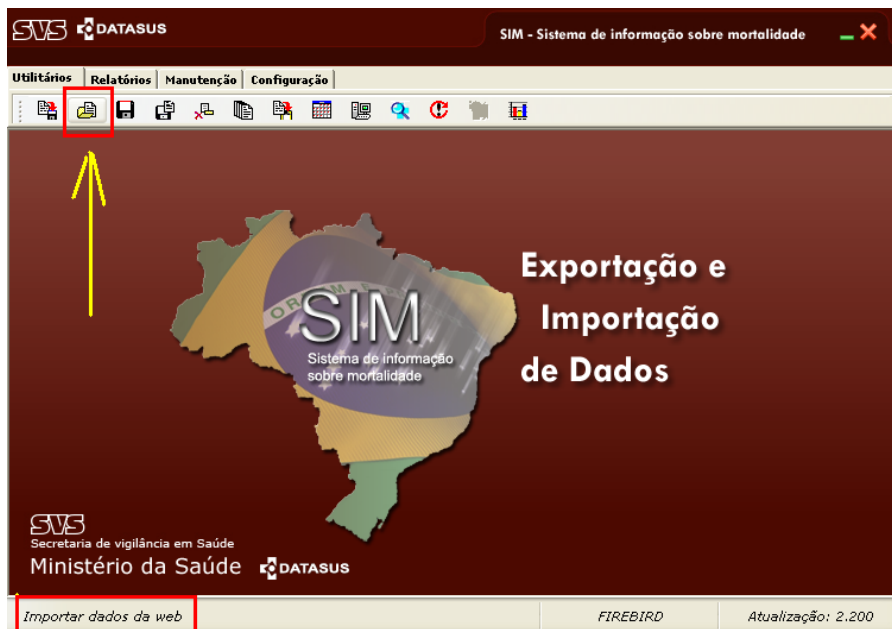 SVS DATASUS
SIM - Sistema de informação sobre mortalidade
Utilitários Relatórios Manutenção Configuração
Exportação e
Importação
de Dados
SIM
Sistema de informação
sobre mortalidade
SVS
Secretaria de vigilância em Saúde
Ministério da Saúde DATASUS
Importar dados da web FIREBIRD Atualização: 2.200